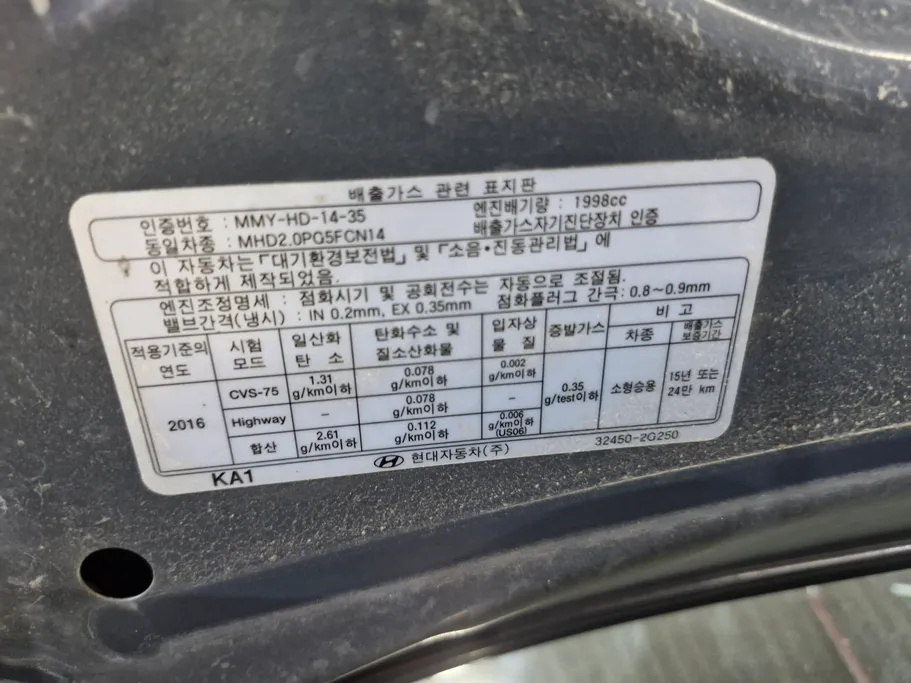 배출가스 관련 표지판
인증번호 : MMY-HD-14-35 엔진배기량 : 1998cc
동일차종 : MHD2.0PG5FCN14 배출가스자기진단장치 인증
이 자동차는「대기환경보전법」및「소음·진동관리법」에
적합하게 제작되었음.
엔진조정명세 : 점화시기 및 공회전수는 자동으로 조절됨.
밸브간격(냉시) : IN 0.2mm, EX 0.35mm 점화플러그 간극: 0.8~0.9mm
적용기준의 연도 시험 모드 일산화 탄 소 탄화수소 및 질소산화물 입자상 물 질 증발가스 비 고
차종 배출가스 보증기간
2016 CVS-75 1.31 g/km이하 0.078 g/km이하 0.002 g/km이하 0.35 g/test이하 소형승용 15년 또는 24만 km
Highway - 0.078 g/km이하 -
합산 2.61 g/km이하 0.112 g/km이하 0.006 g/km이하 (US06)
KA1 현대자동차(주) 32450-2G250